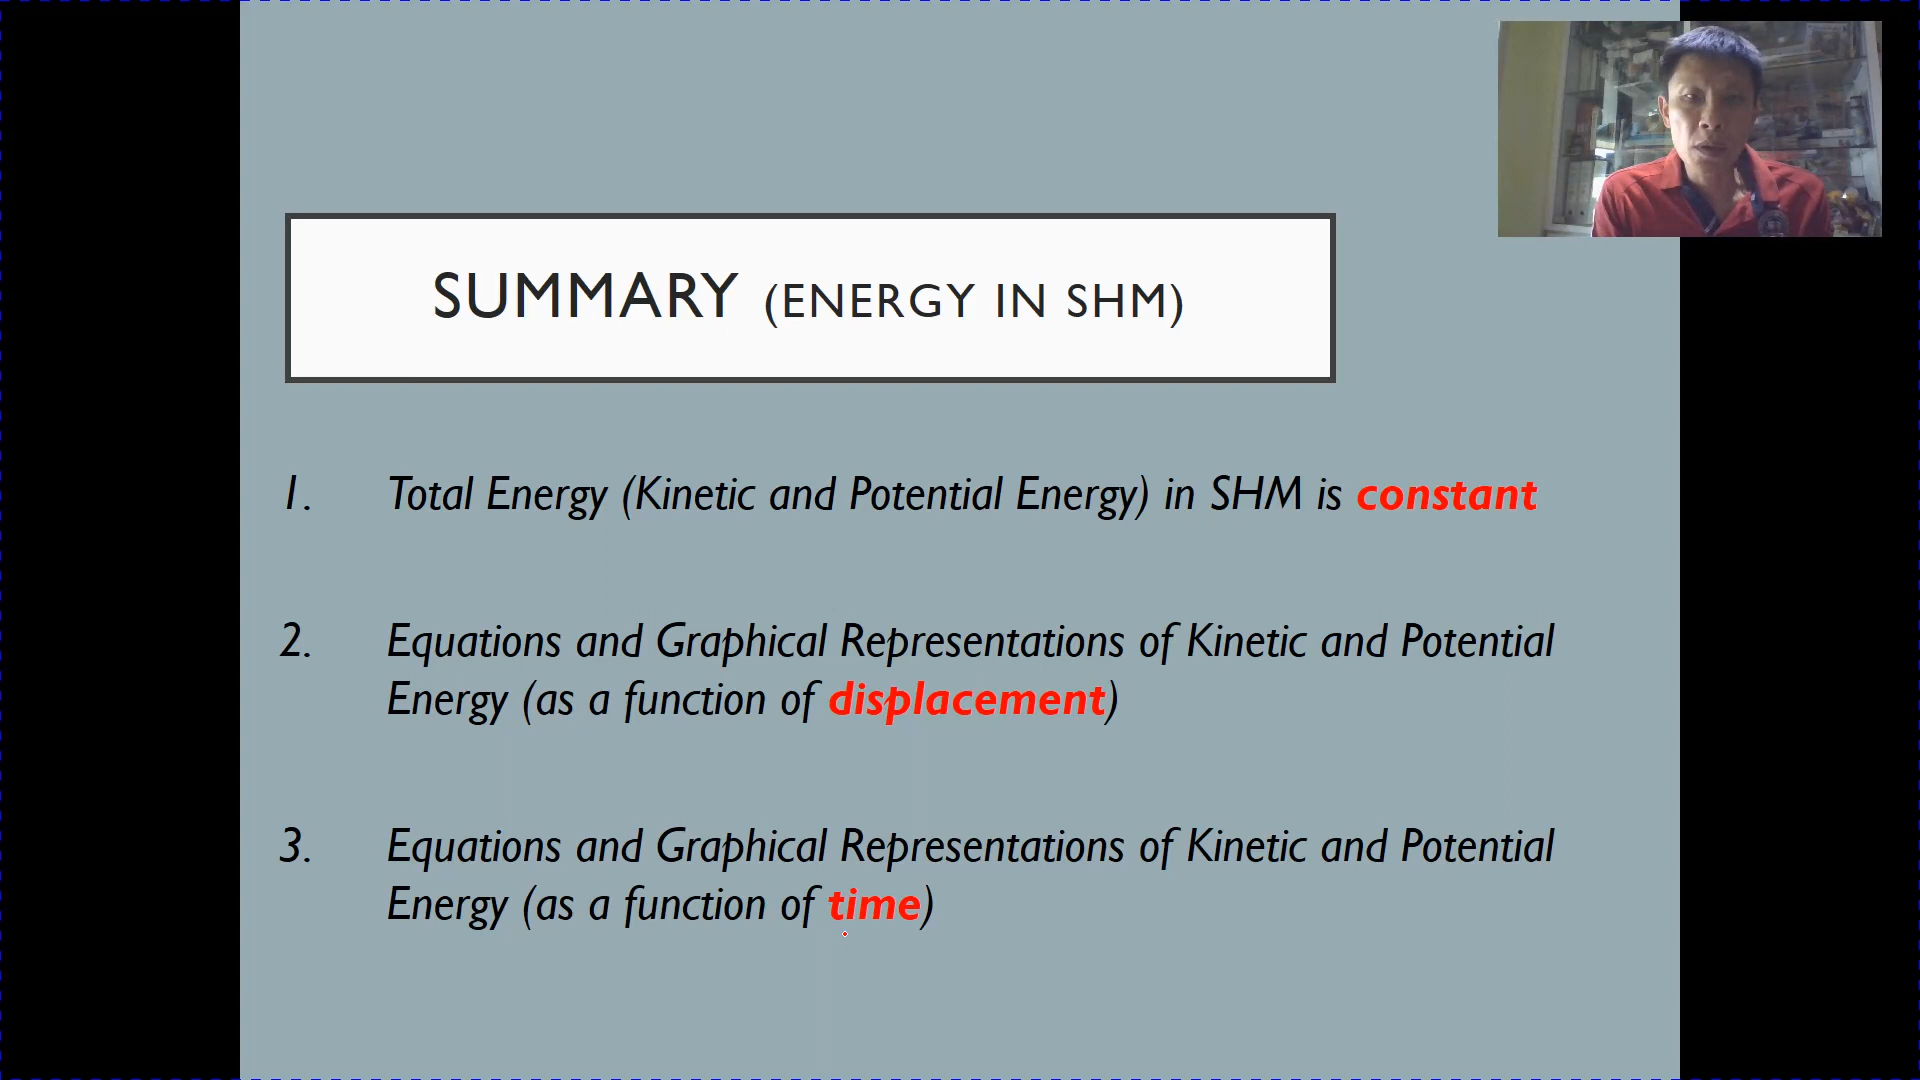 SUMMARY (ENERGY IN SHM)
1. Total Energy (Kinetic and Potential Energy) in SHM is constant
2. Equations and Graphical Representations of Kinetic and Potential
Energy (as a function of displacement)
3. Equations and Graphical Representations of Kinetic and Potential
Energy (as a function of time)